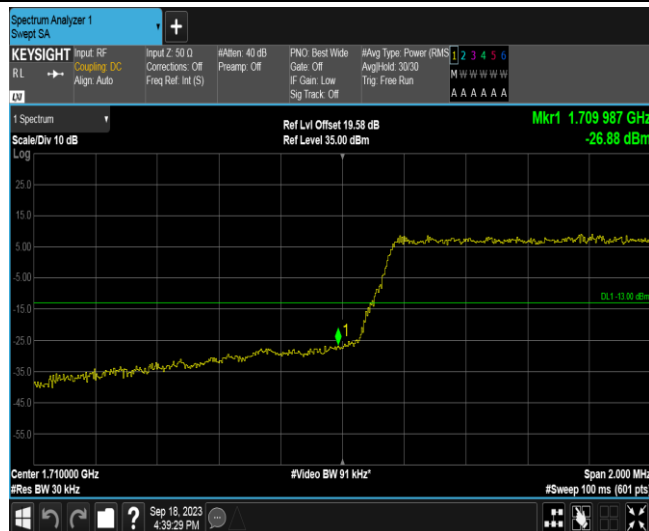 Spectrum Analyzer 1
Swept SA
+
KEYSIGHT
RL
LXI
Input: RF
Coupling: DC
Align: Auto
Input Z: 50 Ω
Corrections: Off
Freq Ref: Int (S)
#Atten: 40 dB
Preamp: Off
PNO: Best Wide
Gate: Off
IF Gain: Low
Sig Track: Off
#Avg Type: Power (RMS
Avg|Hold: 30/30
Trig: Free Run
1 2 3 4 5 6
M W W W W W
A A A A A A
1 Spectrum
Scale/Div 10 dB
Ref Lvl Offset 19.58 dB
Ref Level 35.00 dBm
Mkr1 1.709 987 GHz
-26.88 dBm
Log
25.0
15.0
5.00
-5.00
-15.0
-25.0
-35.0
-45.0
-55.0
DL1 -13.00 dBm
1
Center 1.710000 GHz
#Res BW 30 kHz
#Video BW 91 kHz*
Span 2.000 MHz
#Sweep 100 ms (601 pts)
?
Sep 18, 2023
4:39:29 PM